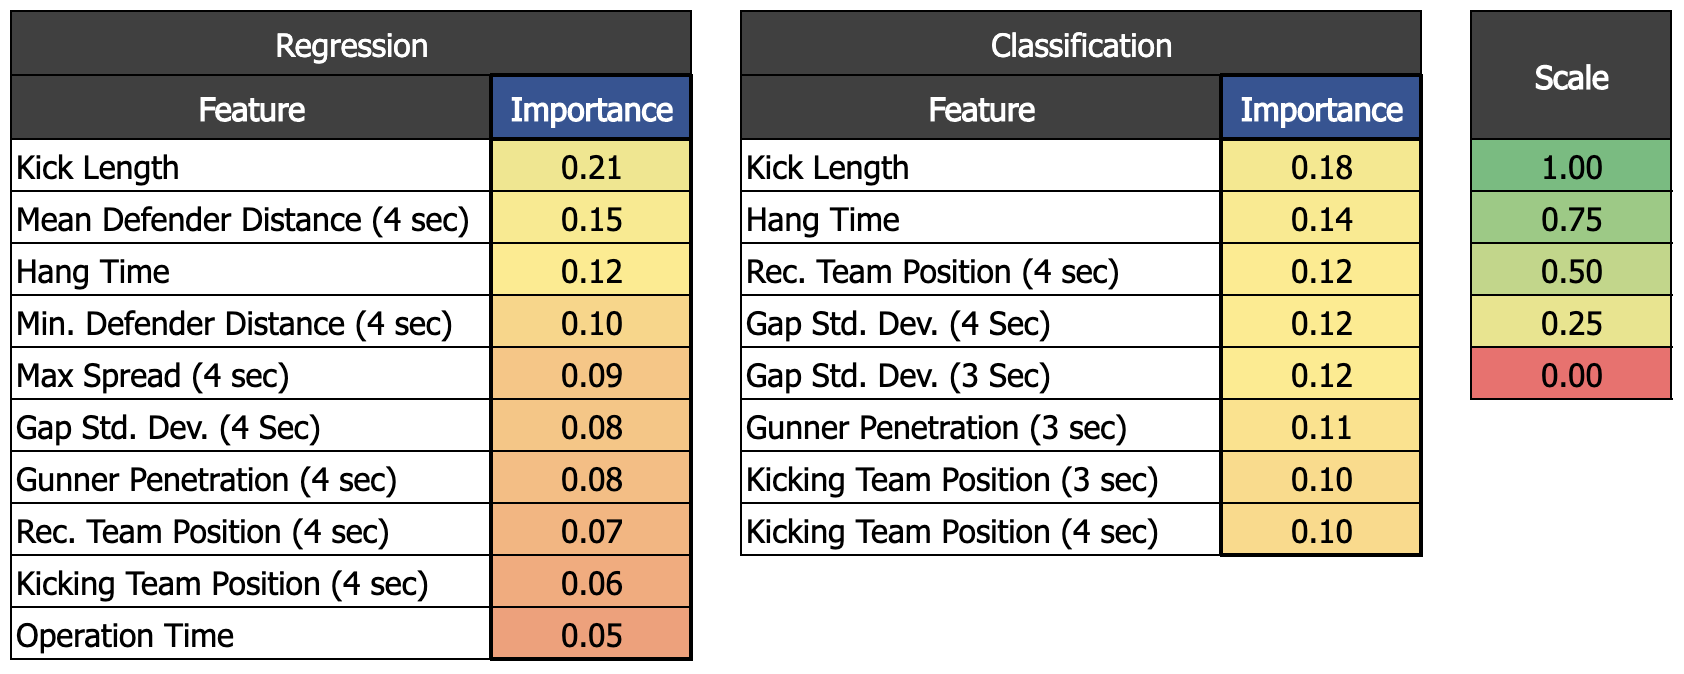 Regression
Feature Importance
Kick Length 0.21
Mean Defender Distance (4 sec) 0.15
Hang Time 0.12
Min. Defender Distance (4 sec) 0.10
Max Spread (4 sec) 0.09
Gap Std. Dev. (4 Sec) 0.08
Gunner Penetration (4 sec) 0.08
Rec. Team Position (4 sec) 0.07
Kicking Team Position (4 sec) 0.06
Operation Time 0.05
Classification
Feature Importance
Kick Length 0.18
Hang Time 0.14
Rec. Team Position (4 sec) 0.12
Gap Std. Dev. (4 Sec) 0.12
Gap Std. Dev. (3 Sec) 0.12
Gunner Penetration (3 sec) 0.11
Kicking Team Position (3 sec) 0.10
Kicking Team Position (4 sec) 0.10
Scale
1.00
0.75
0.50
0.25
0.00